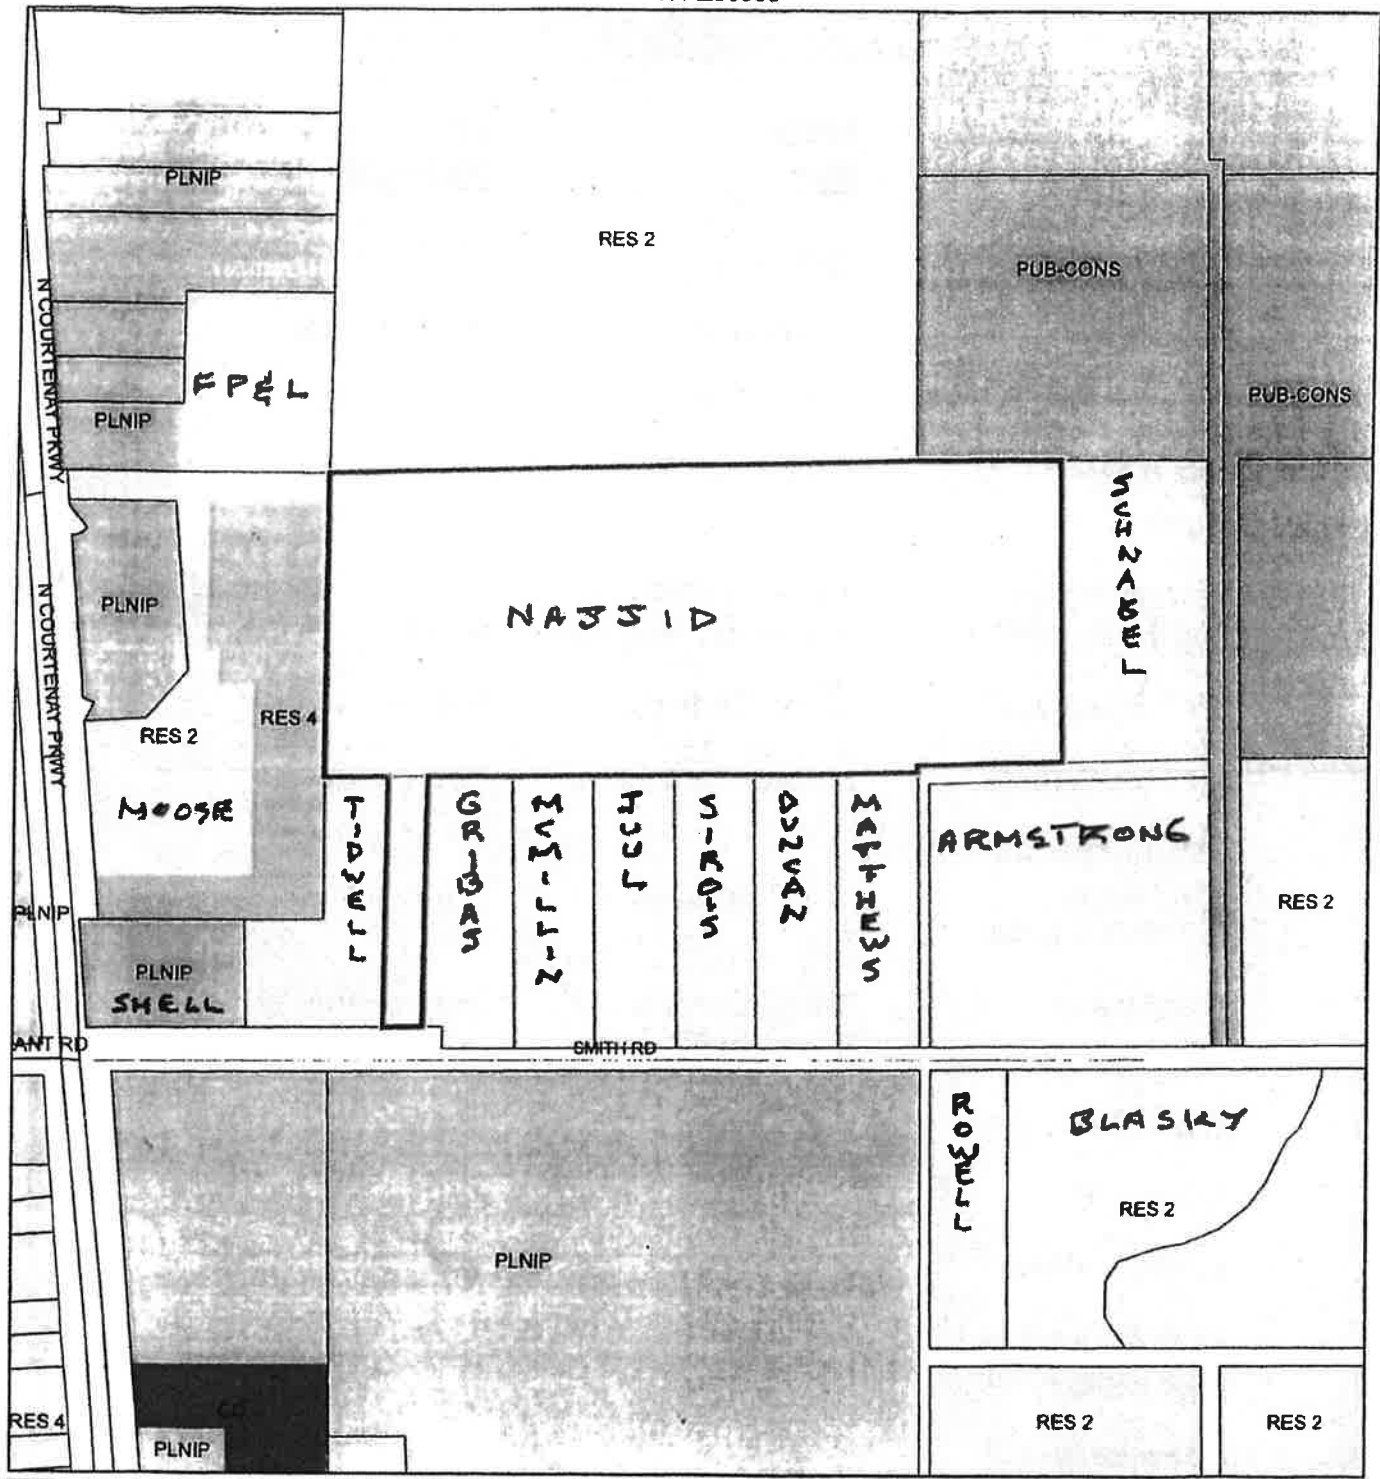 PLNIP
RES 2
PUB-CONS
N COURTENAY PKWY
FP&L
PUB-CONS
PLNIP
SCHNABEL
NAJJID
PLNIP
N COURTENAY PKWY
RES 4
RES 2
MOOSE
TIDWELL
GRIBAS
MCMILLIN
JUUL
SIRDIS
DUNCAN
MATTHEWS
ARMSTRONG
RES 2
PLNIP
PLNIP
SHELL
ANT RD
SMITH RD
ROWELL
BLASKY
RES 2
PLNIP
CC
RES 4
PLNIP
RES 2
RES 2